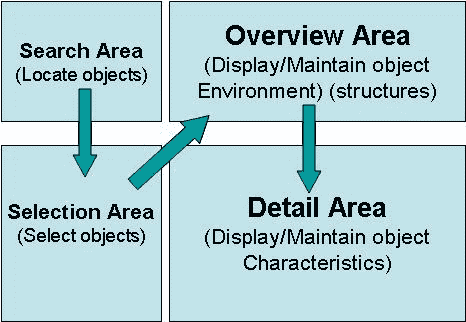 Search Area
(Locate objects)
Overview Area
(Display/Maintain object
Environment) (structures)
Selection Area
(Select objects)
Detail Area
(Display/Maintain object
Characteristics)